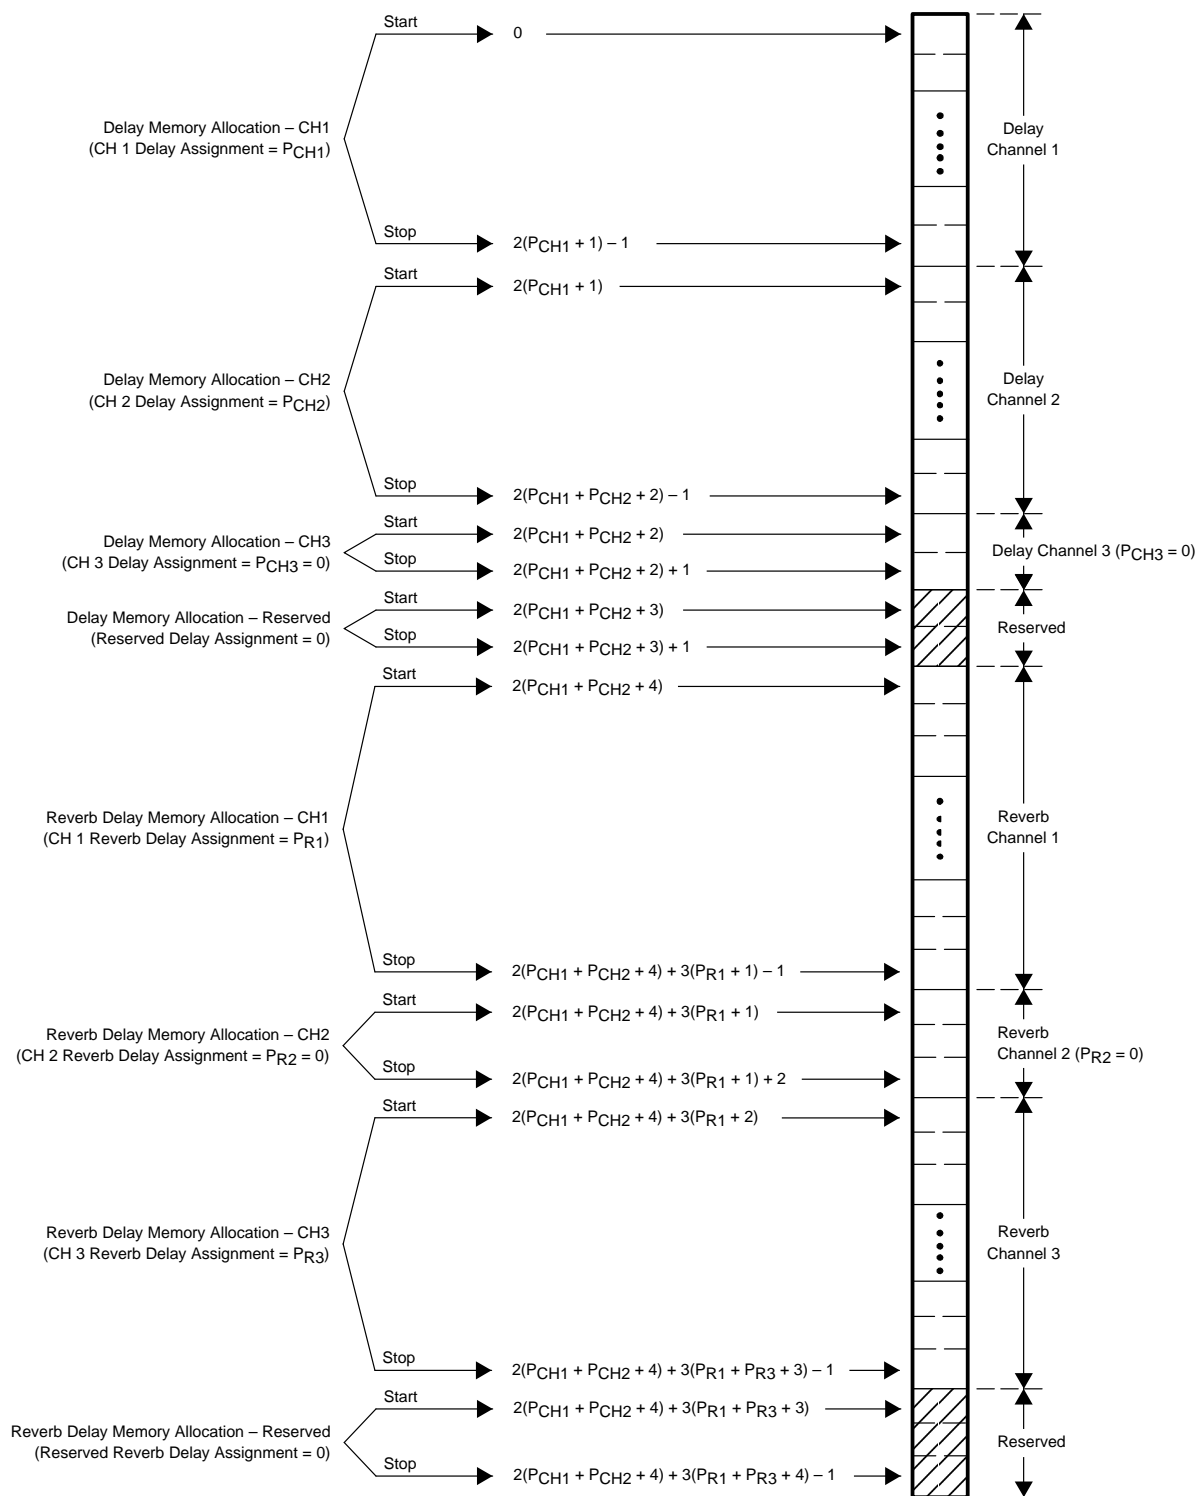 Start
0
Delay Memory Allocation – CH1
(CH 1 Delay Assignment = PCH1)
Delay
Channel 1
Stop
2(PCH1 + 1) – 1
Start
2(PCH1 + 1)
Delay Memory Allocation – CH2
(CH 2 Delay Assignment = PCH2)
Delay
Channel 2
Stop
2(PCH1 + PCH2 + 2) – 1
Start
2(PCH1 + PCH2 + 2)
Delay Memory Allocation – CH3
(CH 3 Delay Assignment = PCH3 = 0)
Delay Channel 3 (PCH3 = 0)
Stop
2(PCH1 + PCH2 + 2) + 1
Start
2(PCH1 + PCH2 + 3)
Delay Memory Allocation – Reserved
(Reserved Delay Assignment = 0)
Reserved
Stop
2(PCH1 + PCH2 + 3) + 1
Start
2(PCH1 + PCH2 + 4)
Reverb Delay Memory Allocation – CH1
(CH 1 Reverb Delay Assignment = PR1)
Reverb
Channel 1
Stop
2(PCH1 + PCH2 + 4) + 3(PR1 + 1) – 1
Start
2(PCH1 + PCH2 + 4) + 3(PR1 + 1)
Reverb Delay Memory Allocation – CH2
(CH 2 Reverb Delay Assignment = PR2 = 0)
Reverb
Channel 2 (PR2 = 0)
Stop
2(PCH1 + PCH2 + 4) + 3(PR1 + 1) + 2
Start
2(PCH1 + PCH2 + 4) + 3(PR1 + 2)
Reverb Delay Memory Allocation – CH3
(CH 3 Reverb Delay Assignment = PR3)
Reverb
Channel 3
Stop
2(PCH1 + PCH2 + 4) + 3(PR1 + PR3 + 3) – 1
Start
2(PCH1 + PCH2 + 4) + 3(PR1 + PR3 + 3)
Reverb Delay Memory Allocation – Reserved
(Reserved Reverb Delay Assignment = 0)
Reserved
Stop
2(PCH1 + PCH2 + 4) + 3(PR1 + PR3 + 4) – 1